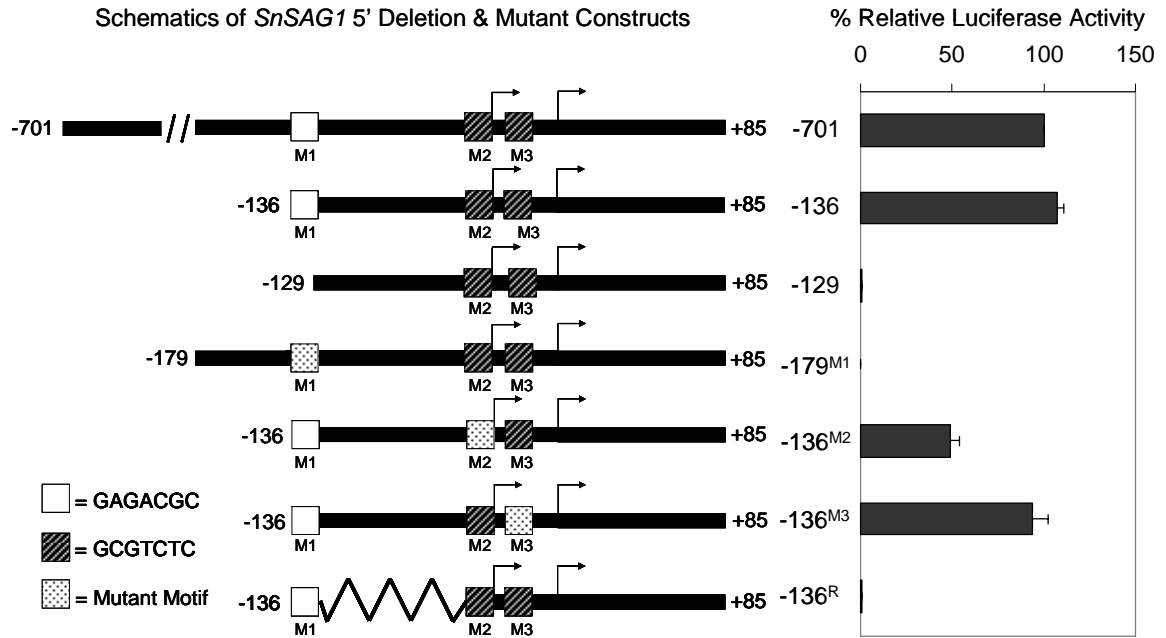 Schematics of SnSAG1 5’ Deletion & Mutant Constructs
% Relative Luciferase Activity
0 50 100 150
-701 +85 -701
M1 M2 M3
-136 +85 -136
M1 M2 M3
-129 +85 -129
M2 M3
-179 +85 -179M1
M1 M2 M3
-136 +85 -136M2
M1 M2 M3
= GAGACGC
-136 +85 -136M3
M1 M2 M3
= GCGTCTC
= Mutant Motif
-136 +85 -136R
M1 M2 M3